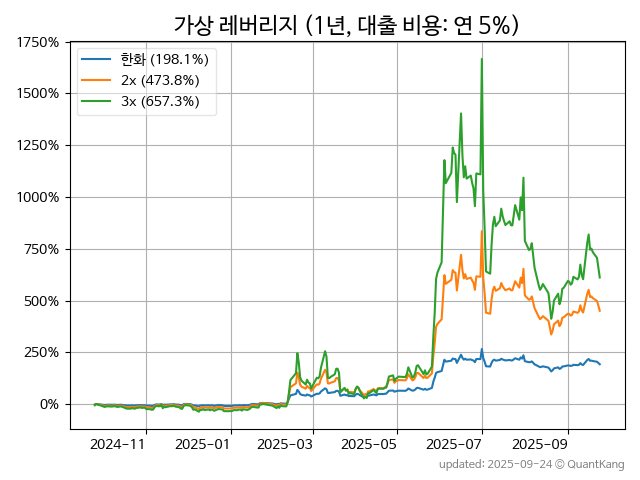 가상 레버리지 (1년, 대출 비용: 연 5%)
1750%
1500%
1250%
1000%
750%
500%
250%
0%
한화 (198.1%)
2x (473.8%)
3x (657.3%)
2024-11 2025-01 2025-03 2025-05 2025-07 2025-09
updated: 2025-09-24 © QuantKang